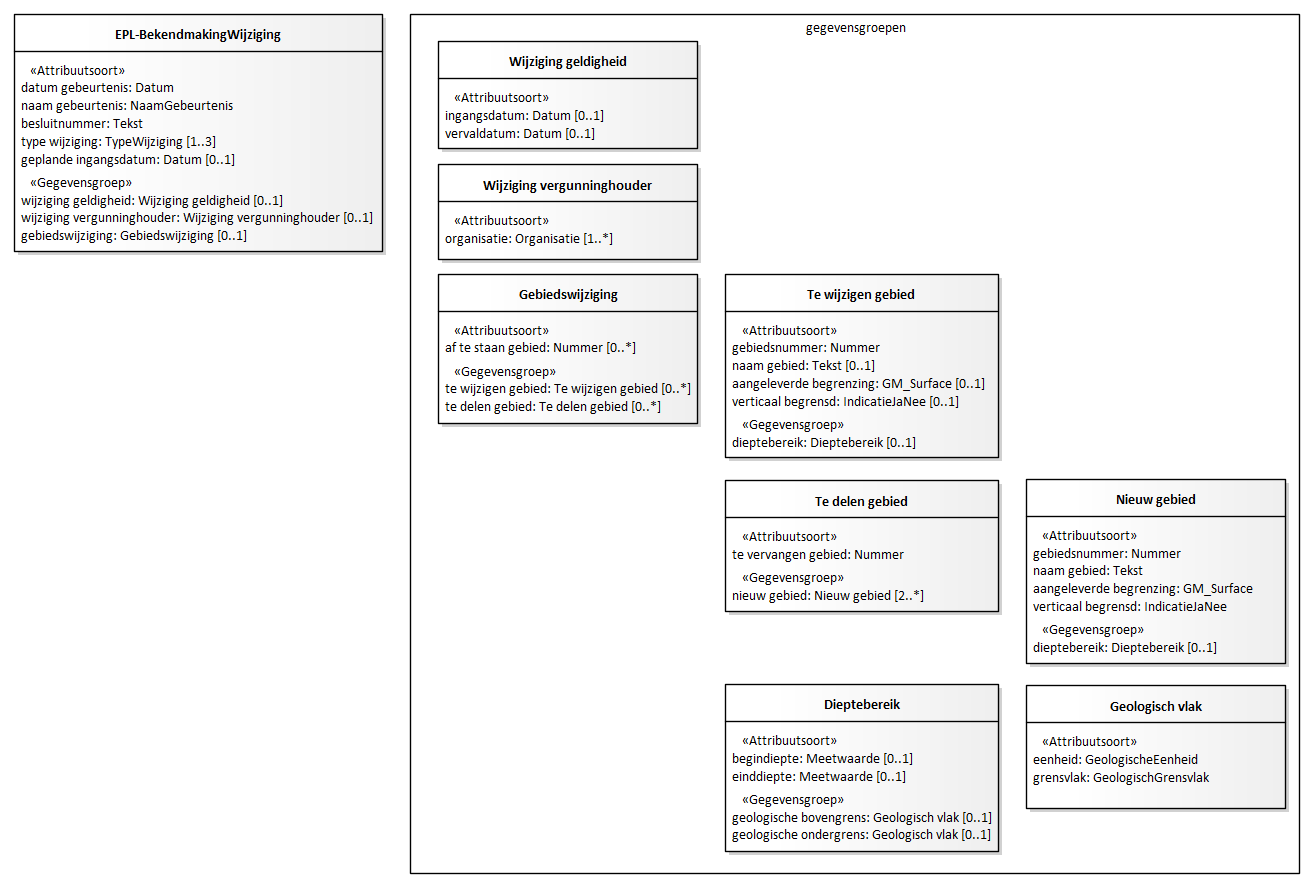 EPL-BekendmakingWijziging
«Attribuutsoort»
datum gebeurtenis: Datum
naam gebeurtenis: NaamGebeurtenis
besluitnummer: Tekst
type wijziging: TypeWijziging [1..3]
geplande ingangsdatum: Datum [0..1]
«Gegevensgroep»
wijziging geldigheid: Wijziging geldigheid [0..1]
wijziging vergunninghouder: Wijziging vergunninghouder [0..1]
gebiedswijziging: Gebiedswijziging [0..1]
gegevensgroepen
Wijziging geldigheid
«Attribuutsoort»
ingangsdatum: Datum [0..1]
vervaldatum: Datum [0..1]
Wijziging vergunninghouder
«Attribuutsoort»
organisatie: Organisatie [1..*]
Gebiedswijziging
«Attribuutsoort»
af te staan gebied: Nummer [0..*]
«Gegevensgroep»
te wijzigen gebied: Te wijzigen gebied [0..*]
te delen gebied: Te delen gebied [0..*]
Te wijzigen gebied
«Attribuutsoort»
gebiedsnummer: Nummer
naam gebied: Tekst [0..1]
aangeleverde begrenzing: GM_Surface [0..1]
verticaal begrensd: IndicatieJaNee [0..1]
«Gegevensgroep»
dieptebereik: Dieptebereik [0..1]
Te delen gebied
«Attribuutsoort»
te vervangen gebied: Nummer
«Gegevensgroep»
nieuw gebied: Nieuw gebied [2..*]
Nieuw gebied
«Attribuutsoort»
gebiedsnummer: Nummer
naam gebied: Tekst
aangeleverde begrenzing: GM_Surface
verticaal begrensd: IndicatieJaNee
«Gegevensgroep»
dieptebereik: Dieptebereik [0..1]
Dieptebereik
«Attribuutsoort»
begindiepte: Meetwaarde [0..1]
einddiepte: Meetwaarde [0..1]
«Gegevensgroep»
geologische bovengrens: Geologisch vlak [0..1]
geologische ondergrens: Geologisch vlak [0..1]
Geologisch vlak
«Attribuutsoort»
eenheid: GeologischeEenheid
grensvlak: GeologischGrensvlak